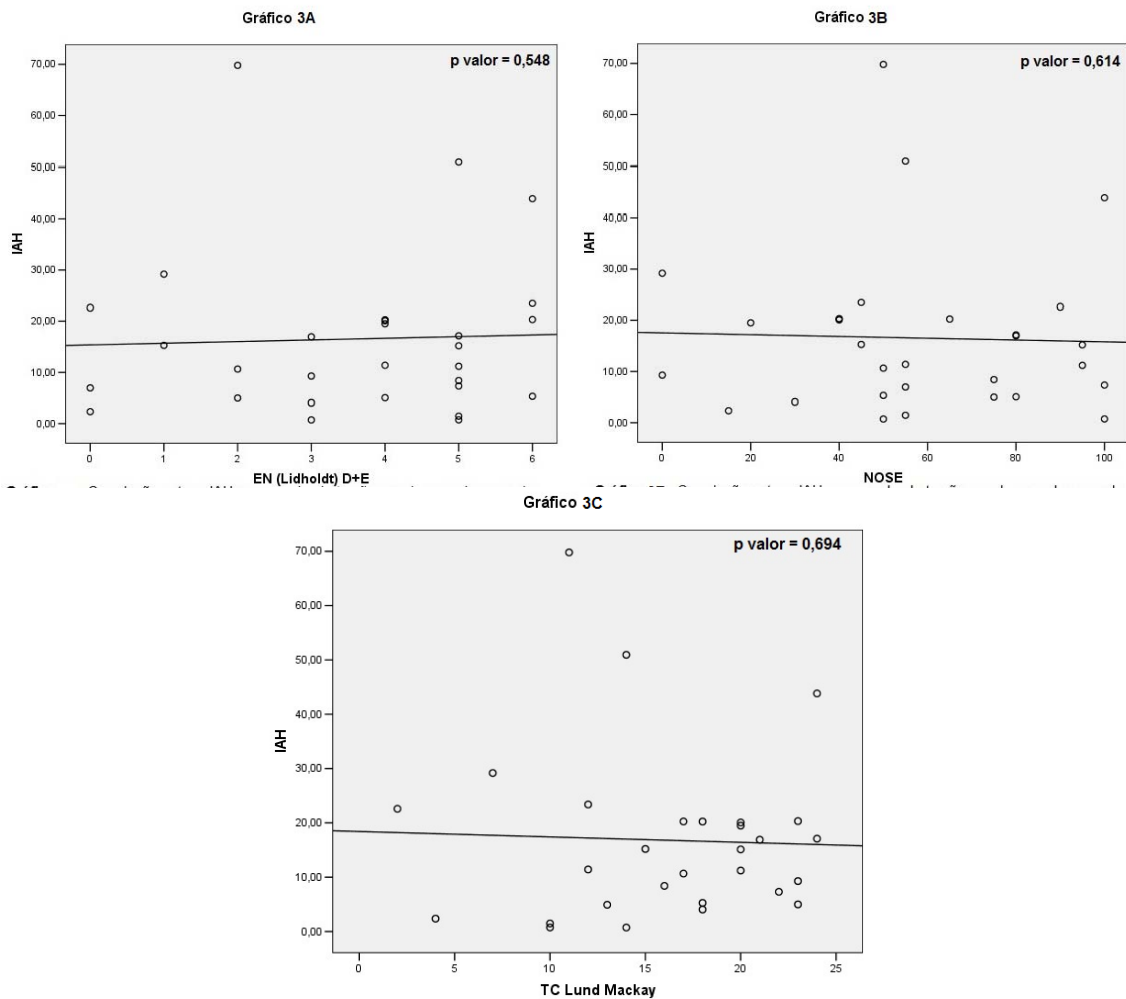 Gráfico 3A
p valor = 0,548
70,00
60,00
50,00
40,00
30,00
20,00
10,00
0,00
IAH
0 1 2 3 4 5 6
EN (Lidholdt) D+E
Gráfico 3B
p valor = 0,614
70,00
60,00
50,00
40,00
30,00
20,00
10,00
0,00
IAH
0 20 40 60 80 100
NOSE
Gráfico 3C
p valor = 0,694
70,00
60,00
50,00
40,00
30,00
20,00
10,00
0,00
IAH
0 5 10 15 20 25
TC Lund Mackay